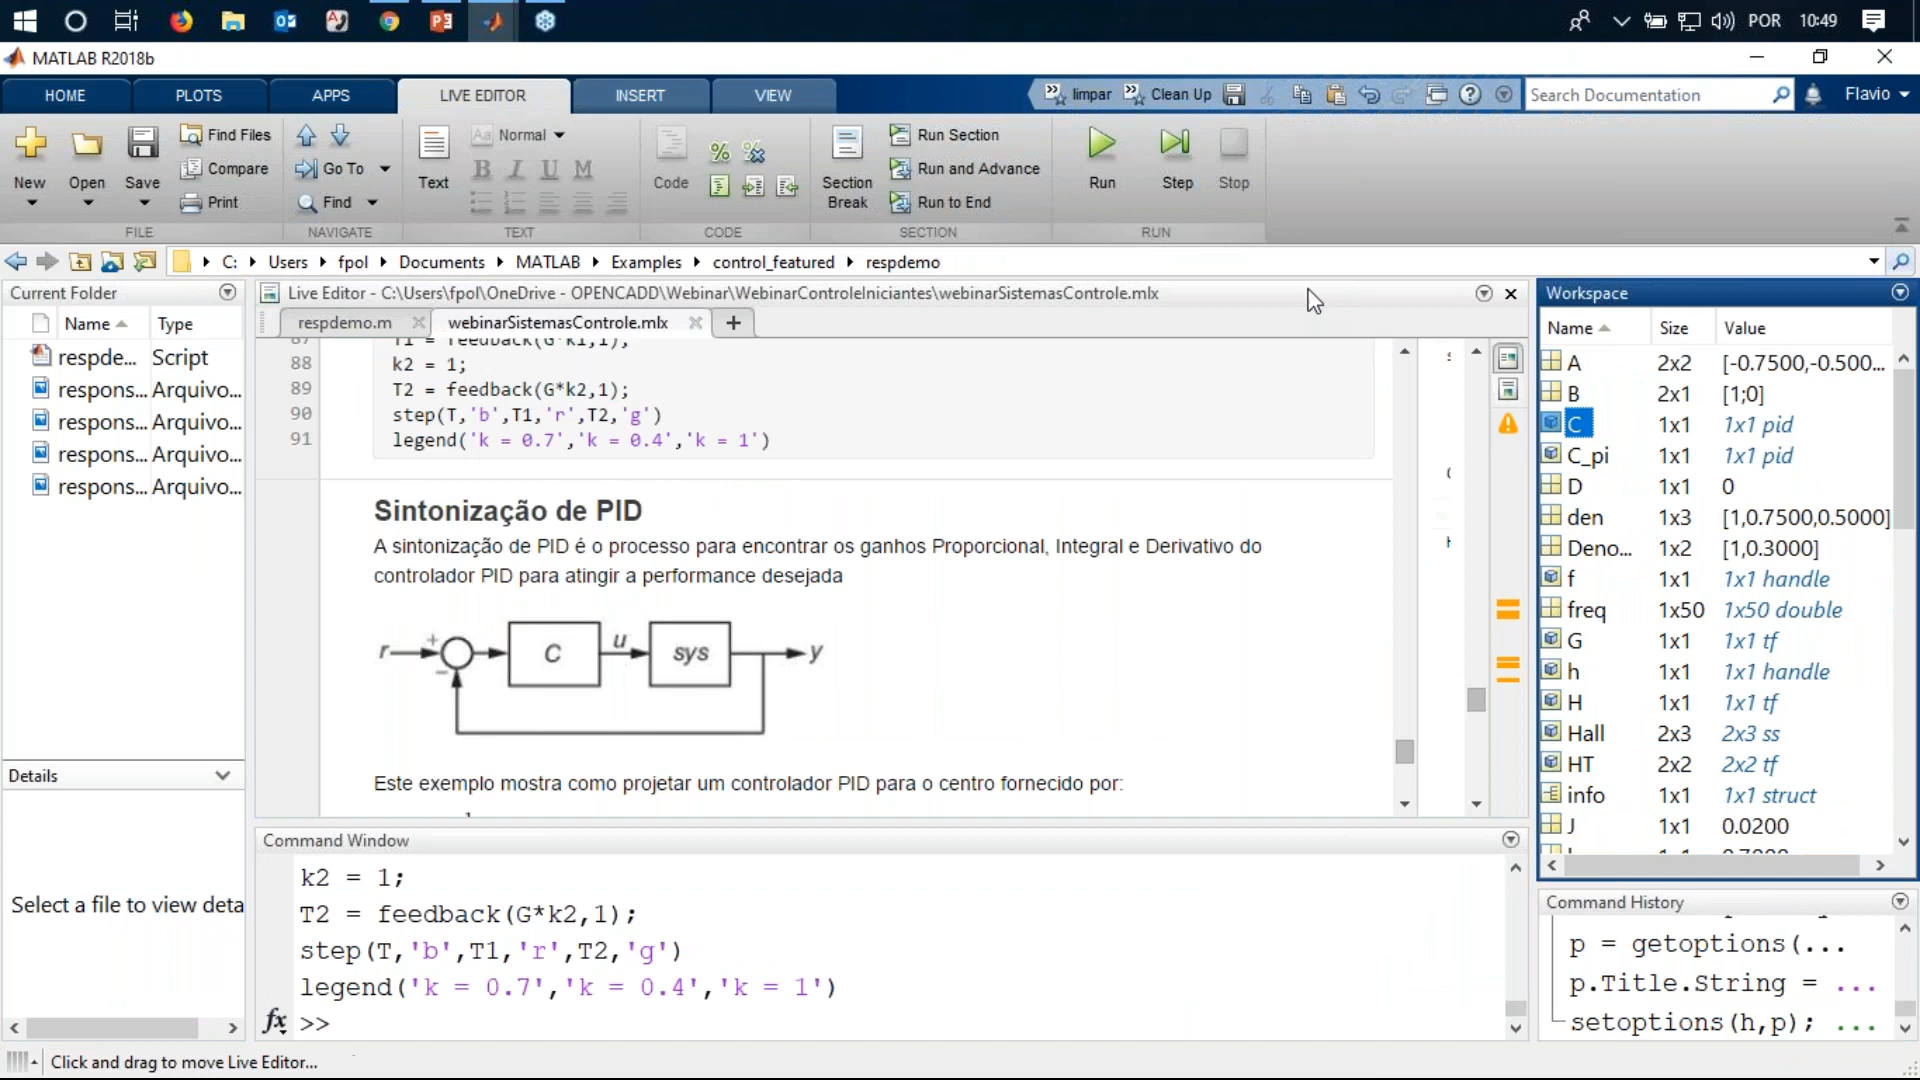 POR 10:49
MATLAB R2018b
HOME PLOTS APPS LIVE EDITOR INSERT VIEW
limpar Clean Up Search Documentation Flavio
New Open Save
Find Files
Compare
Print
FILE
Go To
Find
NAVIGATE
Text
Aa Normal
B I U M
TEXT
Code
CODE
Section Break
Run Section
Run and Advance
Run to End
SECTION
Run Step Stop
RUN
C: Users fpol Documents MATLAB Examples control_featured respdemo
Current Folder
Name Type
respde... Script
respons... Arquivo...
respons... Arquivo...
respons... Arquivo...
respons... Arquivo...
Details
Select a file to view deta
Live Editor - C:\Users\fpol\OneDrive - OPENCADD\Webinar\WebinarControleIniciantes\webinarSistemasControle.mlx
respdemo.m webinarSistemasControle.mlx
87 T1 = feedback(G*k1,1);
88 k2 = 1;
89 T2 = feedback(G*k2,1);
90 step(T,'b',T1,'r',T2,'g')
91 legend('k = 0.7','k = 0.4','k = 1')
Sintonização de PID
A sintonização de PID é o processo para encontrar os ganhos Proporcional, Integral e Derivativo do
controlador PID para atingir a performance desejada
r + − C u sys y
Este exemplo mostra como projetar um controlador PID para o centro fornecido por:
Command Window
k2 = 1;
T2 = feedback(G*k2,1);
step(T,'b',T1,'r',T2,'g')
legend('k = 0.7','k = 0.4','k = 1')
fx >>
Workspace
Name Size Value
A 2x2 [-0.7500,-0.500...
B 2x1 [1;0]
C 1x1 1x1 pid
C_pi 1x1 1x1 pid
D 1x1 0
den 1x3 [1,0.7500,0.5000]
Deno... 1x2 [1,0.3000]
f 1x1 1x1 handle
freq 1x50 1x50 double
G 1x1 1x1 tf
h 1x1 1x1 handle
H 1x1 1x1 tf
Hall 2x3 2x3 ss
HT 2x2 2x2 tf
info 1x1 1x1 struct
J 1x1 0.0200
Command History
p = getoptions(...
p.Title.String = ...
setoptions(h,p); ...
Click and drag to move Live Editor...